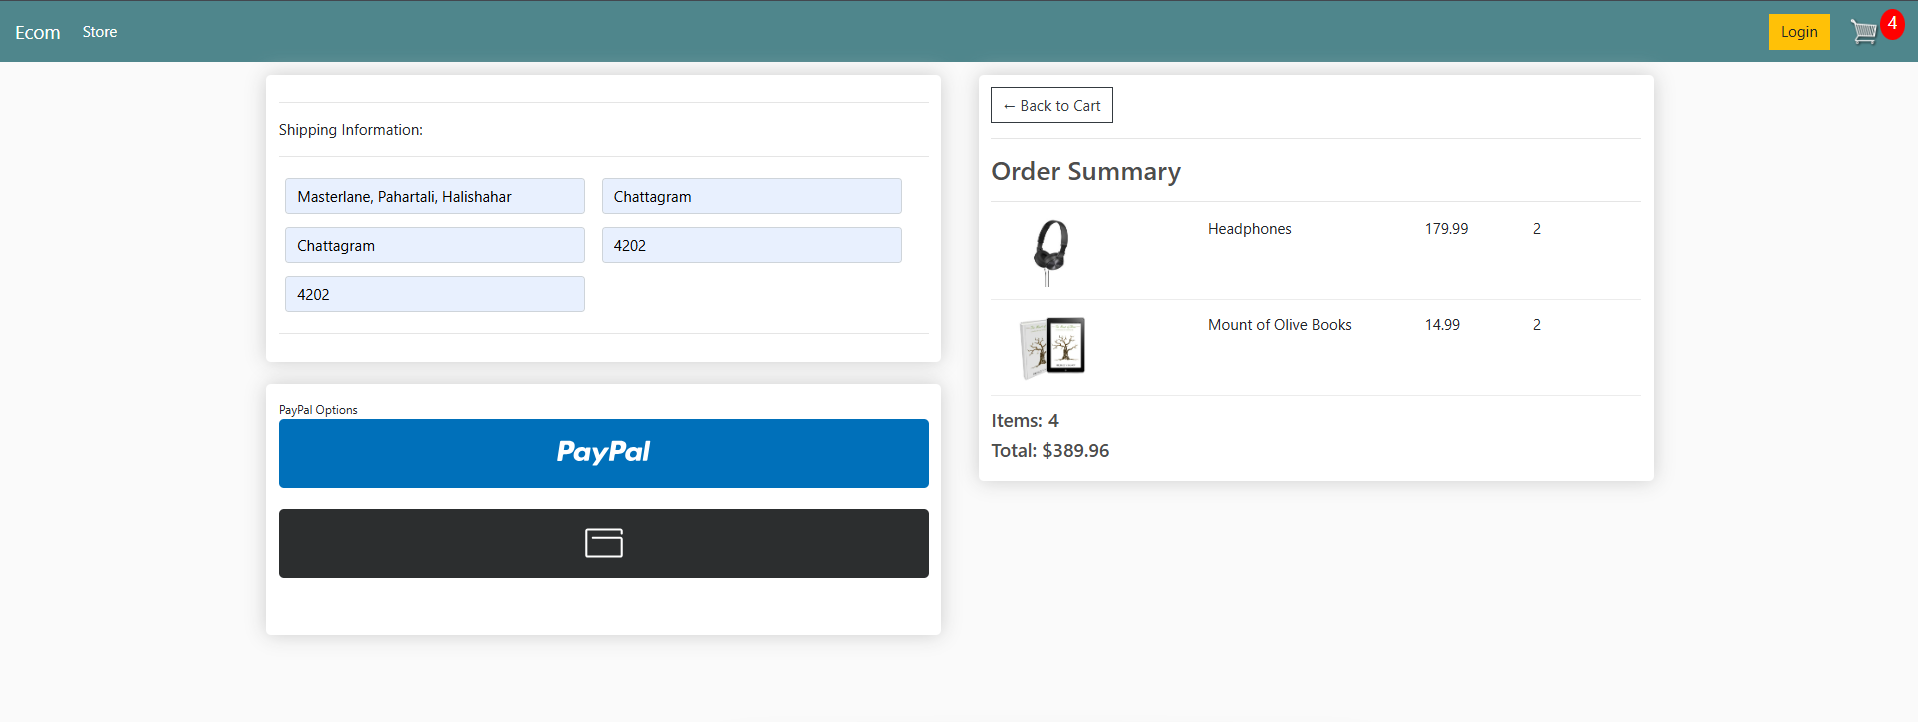 Ecom Store Login 4
Shipping Information:
Masterlane, Pahartali, Halishahar Chattagram
Chattagram 4202
4202
PayPal Options
PayPal
← Back to Cart
Order Summary
Headphones 179.99 2
Mount of Olive Books 14.99 2
Items: 4
Total: $389.96